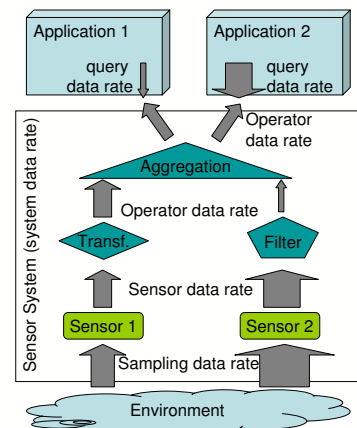 Application 1
Application 2
query
data rate
query
data rate
Operator
data rate
Sensor System (system data rate)
Aggregation
Operator data rate
Transf.
Filter
Sensor data rate
Sensor 1
Sensor 2
Sampling data rate
Environment